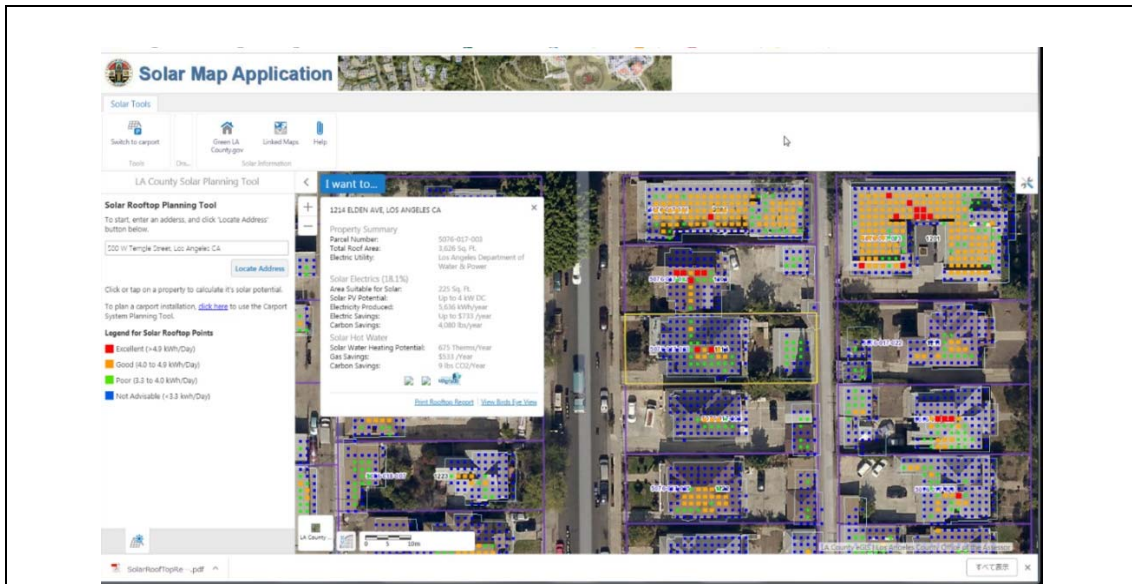 Solar Map Application
Solar Tools
Switch to carport
Green LA County.gov
Linked Maps
Help
Tools
Solar Information
LA County Solar Planning Tool
I want to...
Solar Rooftop Planning Tool
To start, enter an address, and click 'Locate Address'
button below.
500 W Temple Street, Los Angeles CA
Locate Address
Click or tap on a property to calculate it's solar potential.
To plan a carport installation, click here to use the Carport
System Planning Tool.
Legend for Solar Rooftop Points
Excellent (>4.9 kWh/Day)
Good (4.0 to 4.9 kWh/Day)
Poor (3.3 to 4.0 kWh/Day)
Not Advisable (<3.3 kWh/Day)
1214 ELDEN AVE, LOS ANGELES CA
Property Summary
Parcel Number: 5076-017-003
Total Roof Area: 3,626 Sq. Ft.
Electric Utility: Los Angeles Department of
Water & Power
Solar Electrics (18.1%)
Area Suitable for Solar: 225 Sq. Ft.
Solar PV Potential: Up to 4 kW DC
Electricity Produced: 5,636 kWh/year
Electric Savings: Up to $733 /year
Carbon Savings: 4,080 lbs/year
Solar Hot Water
Solar Water Heating Potential: 675 Therms/Year
Gas Savings: $533 /Year
Carbon Savings: 9 lbs CO2/Year
Print Rooftop Report | View Birds Eye View
1223
LA County ...
0 5 10m
SolarRoofTopRe....pdf
すべて表示